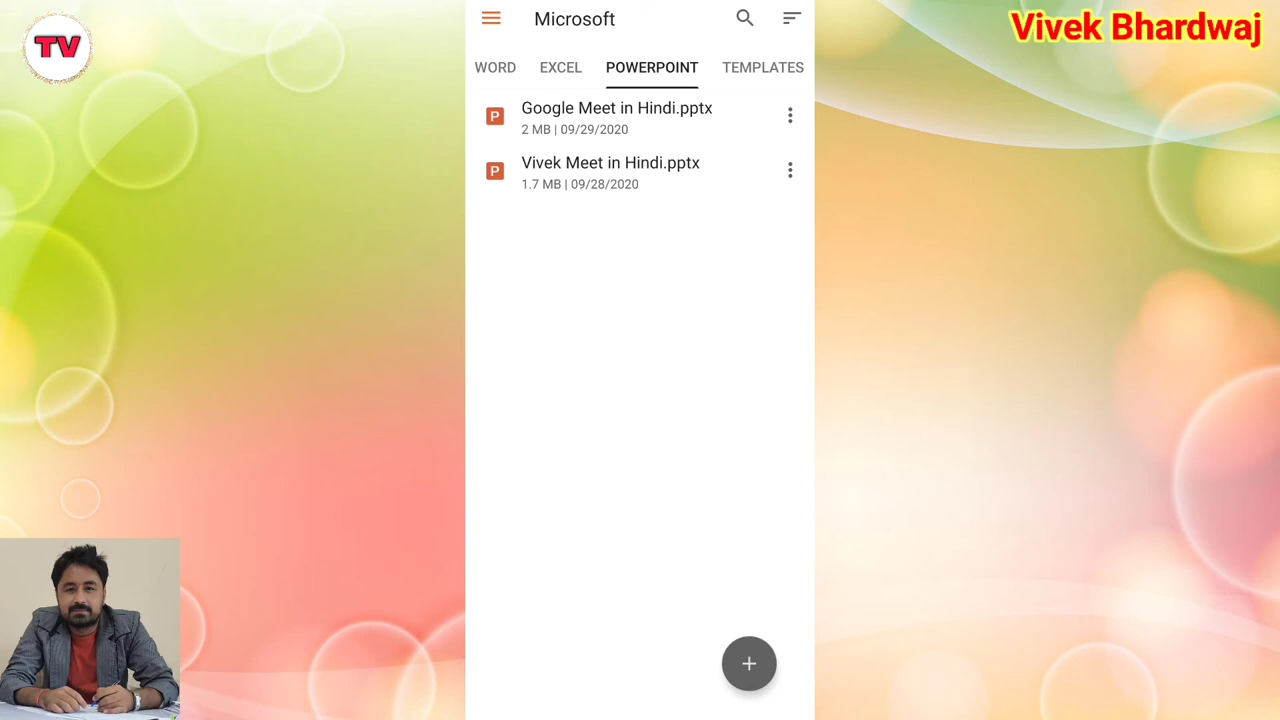 TV
Vivek Bhardwaj
Microsoft
WORD EXCEL POWERPOINT TEMPLATES
P
Google Meet in Hindi.pptx
2 MB | 09/29/2020
P
Vivek Meet in Hindi.pptx
1.7 MB | 09/28/2020